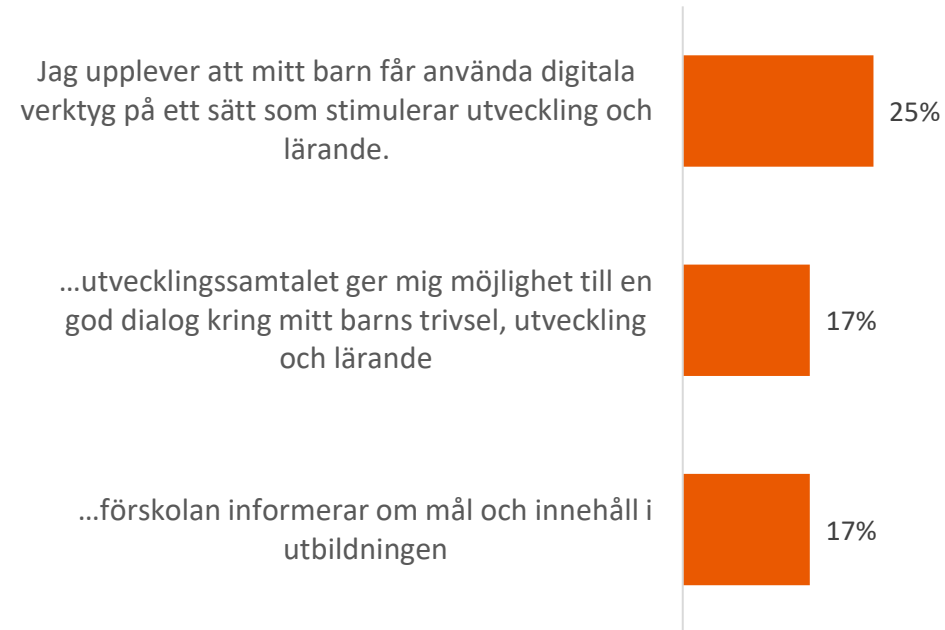 Jag upplever att mitt barn får använda digitala
verktyg på ett sätt som stimulerar utveckling och
lärande.
25%
...utvecklingssamtalet ger mig möjlighet till en
god dialog kring mitt barns trivsel, utveckling
och lärande
17%
...förskolan informerar om mål och innehåll i
utbildningen
17%